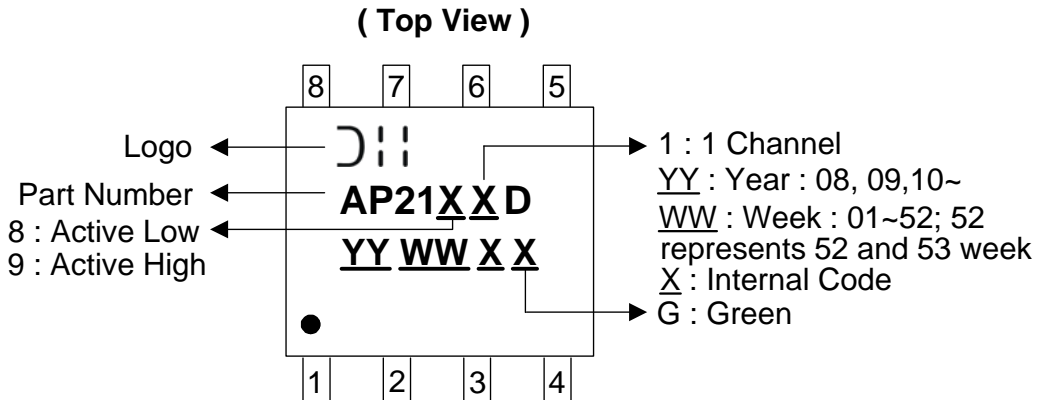 ( Top View )
8 7 6 5
Logo
Part Number
8 : Active Low
9 : Active High
AP21X X D
YY WW X X
1 : 1 Channel
YY : Year : 08, 09,10~
WW : Week : 01~52; 52
represents 52 and 53 week
X : Internal Code
G : Green
1 2 3 4